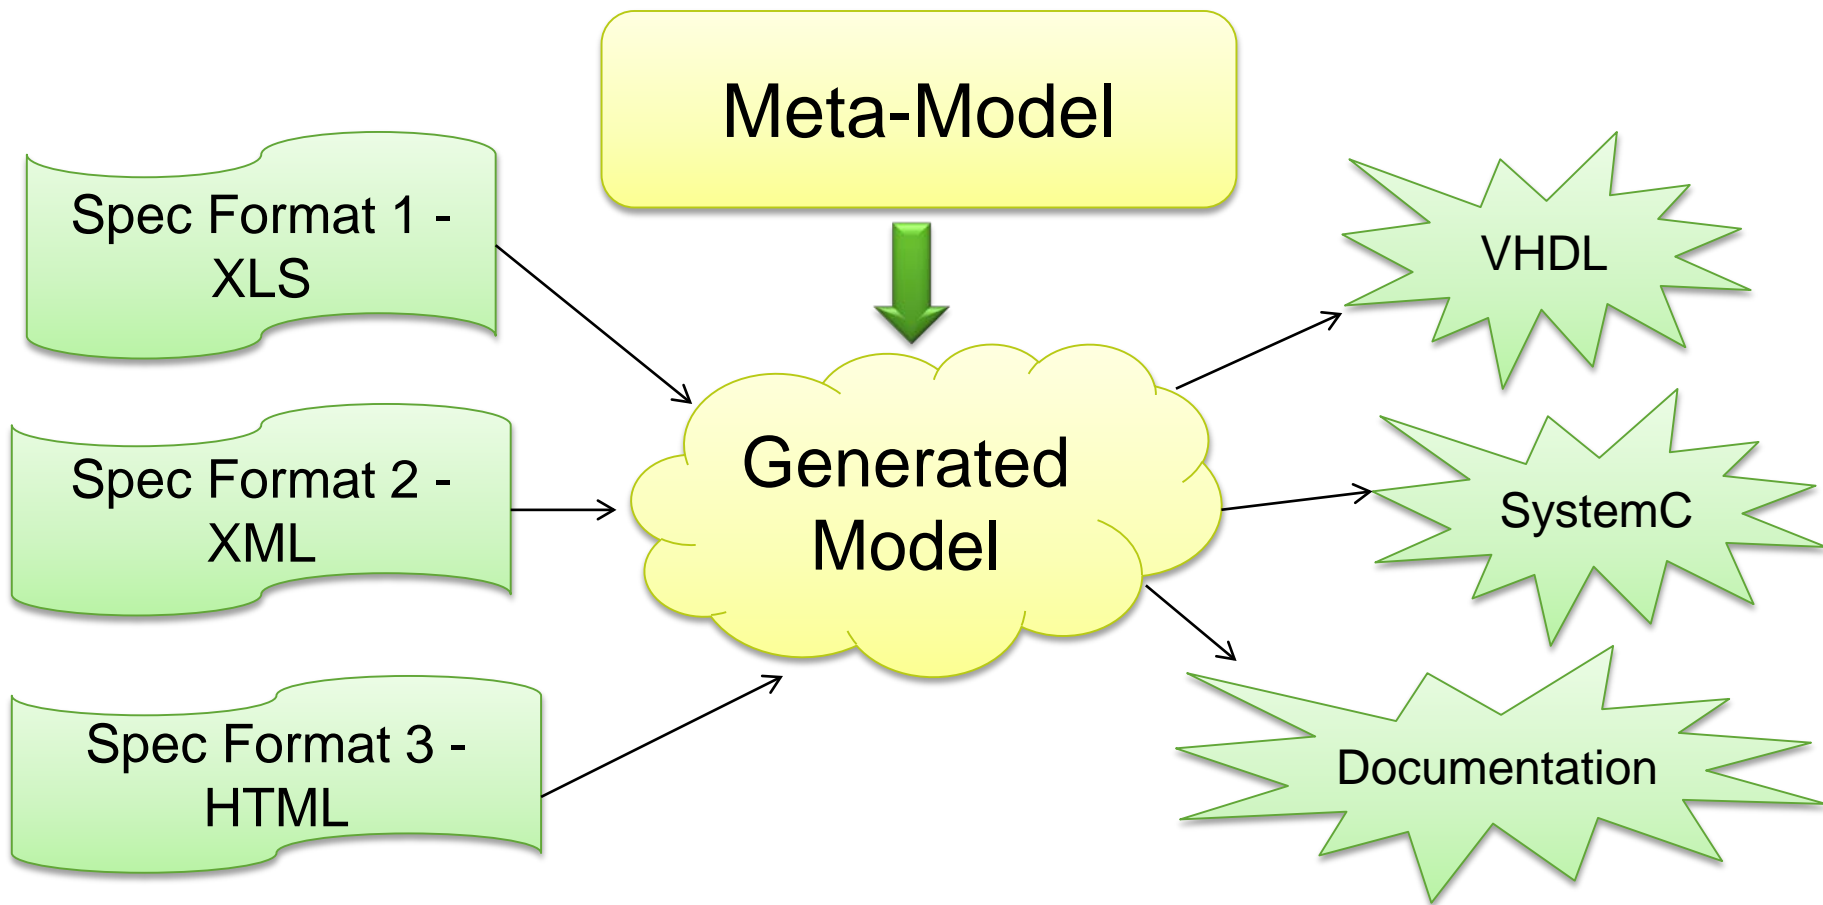 Meta-Model
Spec Format 1 -
XLS
Spec Format 2 -
XML
Spec Format 3 -
HTML
Generated
Model
VHDL
SystemC
Documentation